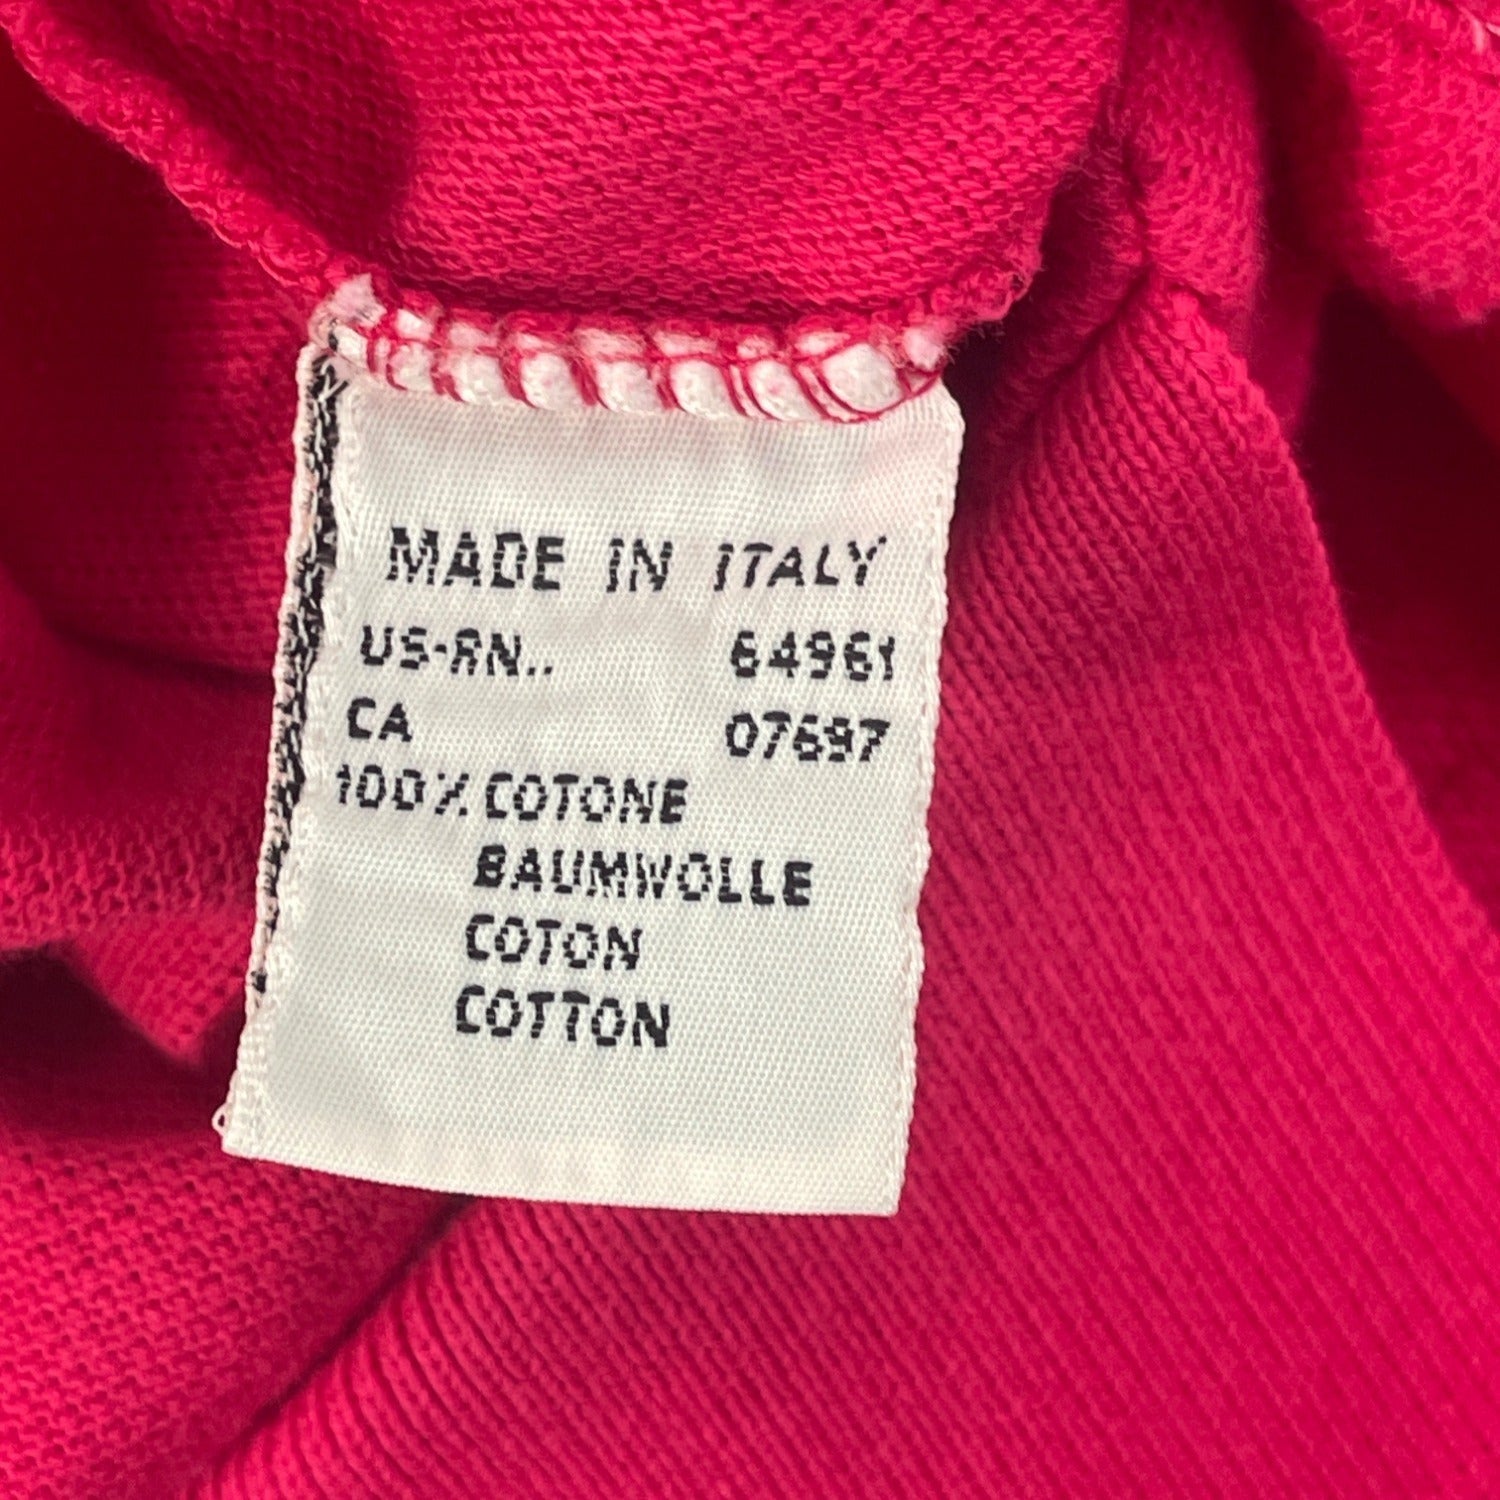 MADE IN ITALY
US-RN.. 64961
CA 07697
100% COTONE
BAUMWOLLE
COTON
COTTON